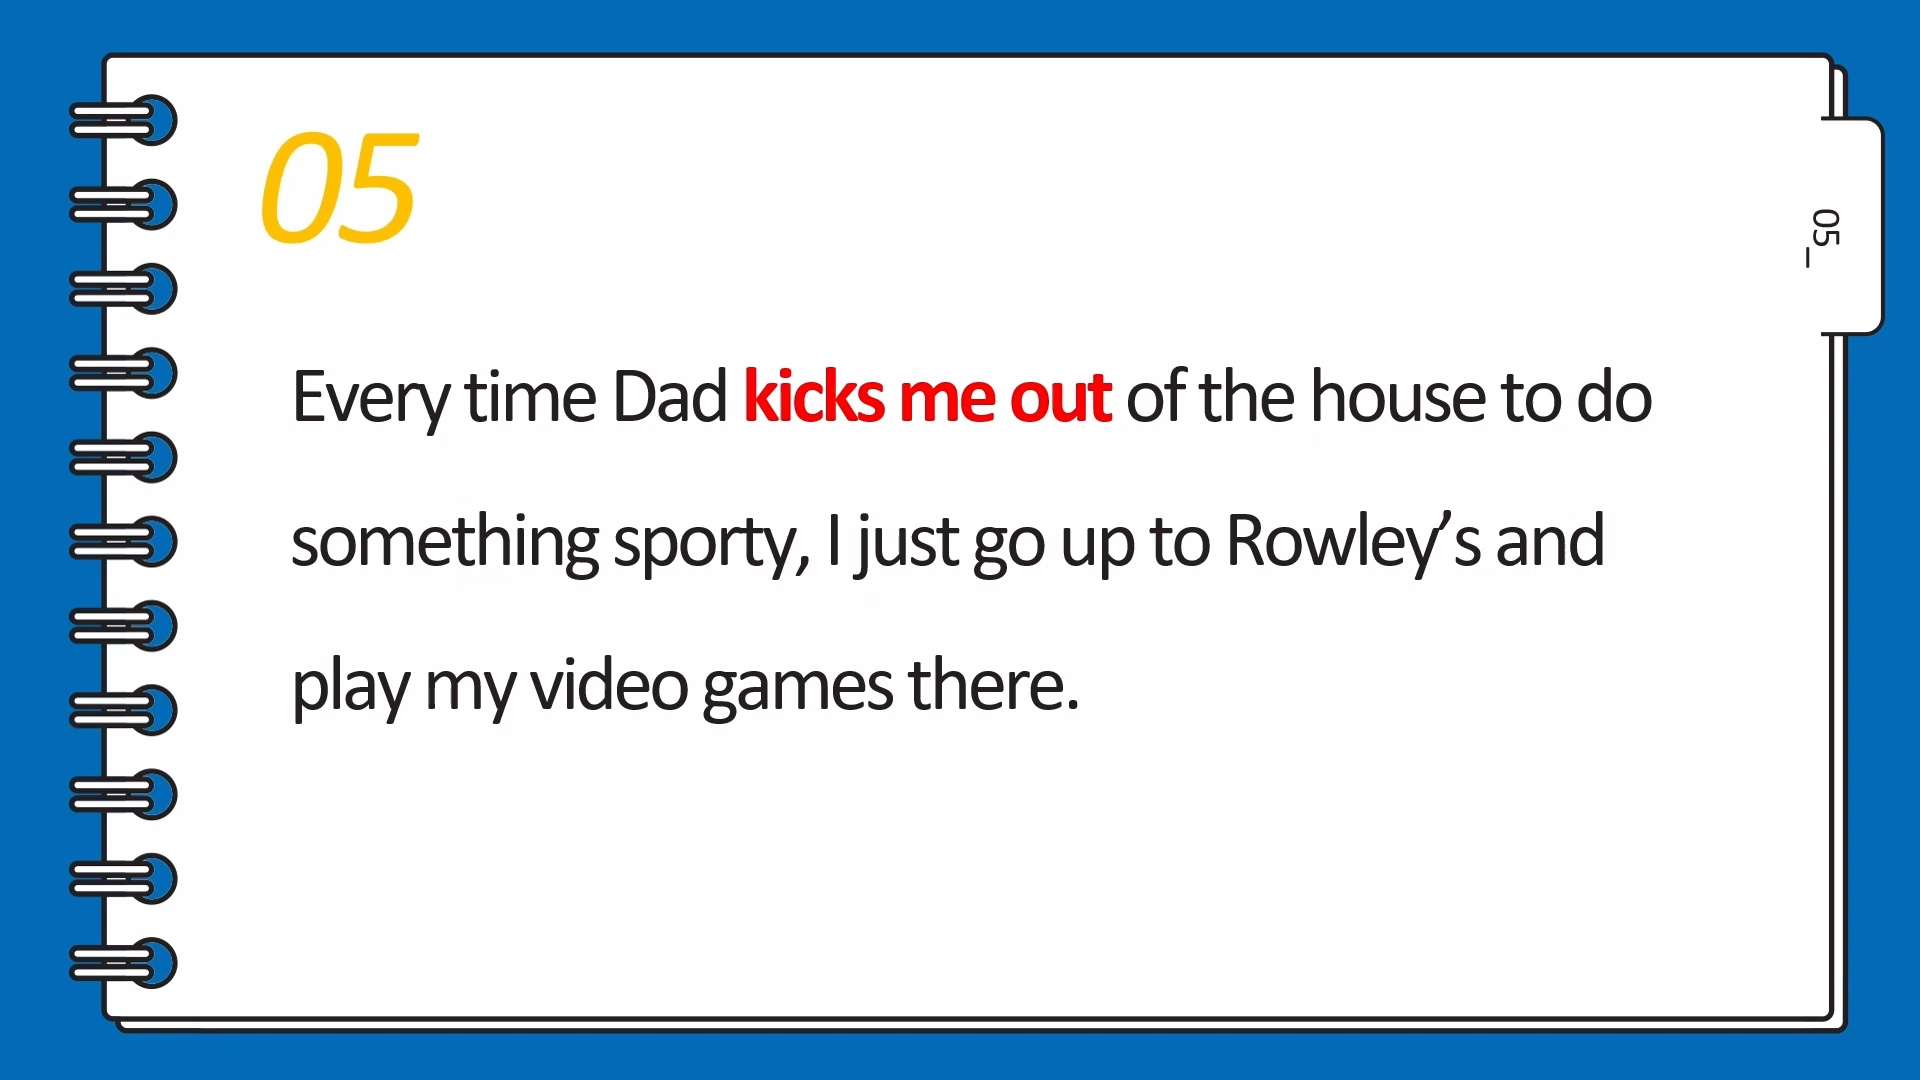 05
05_
Every time Dad kicks me out of the house to do
something sporty, I just go up to Rowley’s and
play my video games there.